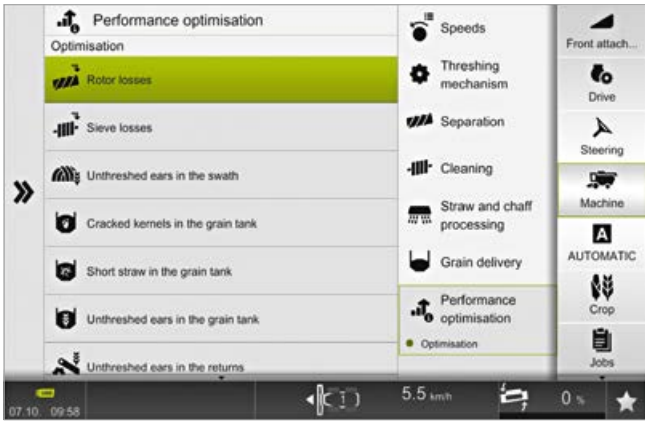 Performance optimisation
Optimisation
Rotor losses
Sieve losses
Unthreshed ears in the swath
Cracked kernels in the grain tank
Short straw in the grain tank
Unthreshed ears in the grain tank
Unthreshed ears in the returns
Speeds
Threshing
mechanism
Separation
Cleaning
Straw and chaff
processing
Grain delivery
Performance
optimisation
Optimisation
Front attach...
Drive
Steering
Machine
A
AUTOMATIC
Crop
Jobs
07.10. 09:58
5.5 km/h
0 %